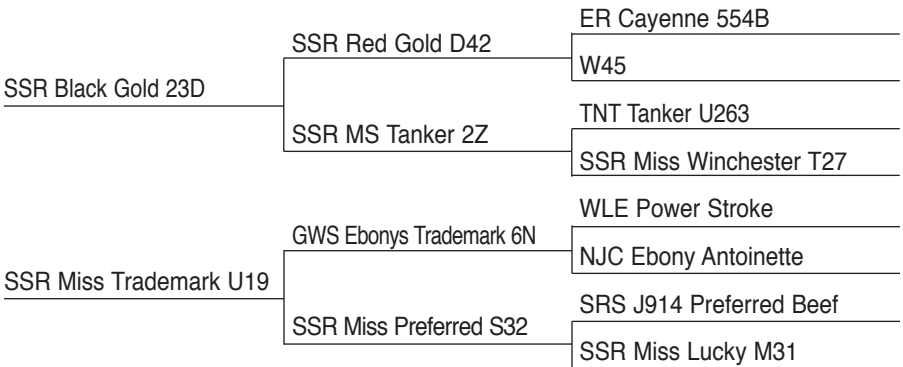 ER Cayenne 554B
SSR Red Gold D42
W45
SSR Black Gold 23D
TNT Tanker U263
SSR MS Tanker 2Z
SSR Miss Winchester T27
WLE Power Stroke
GWS Ebonys Trademark 6N
NJC Ebony Antoinette
SSR Miss Trademark U19
SRS J914 Preferred Beef
SSR Miss Preferred S32
SSR Miss Lucky M31